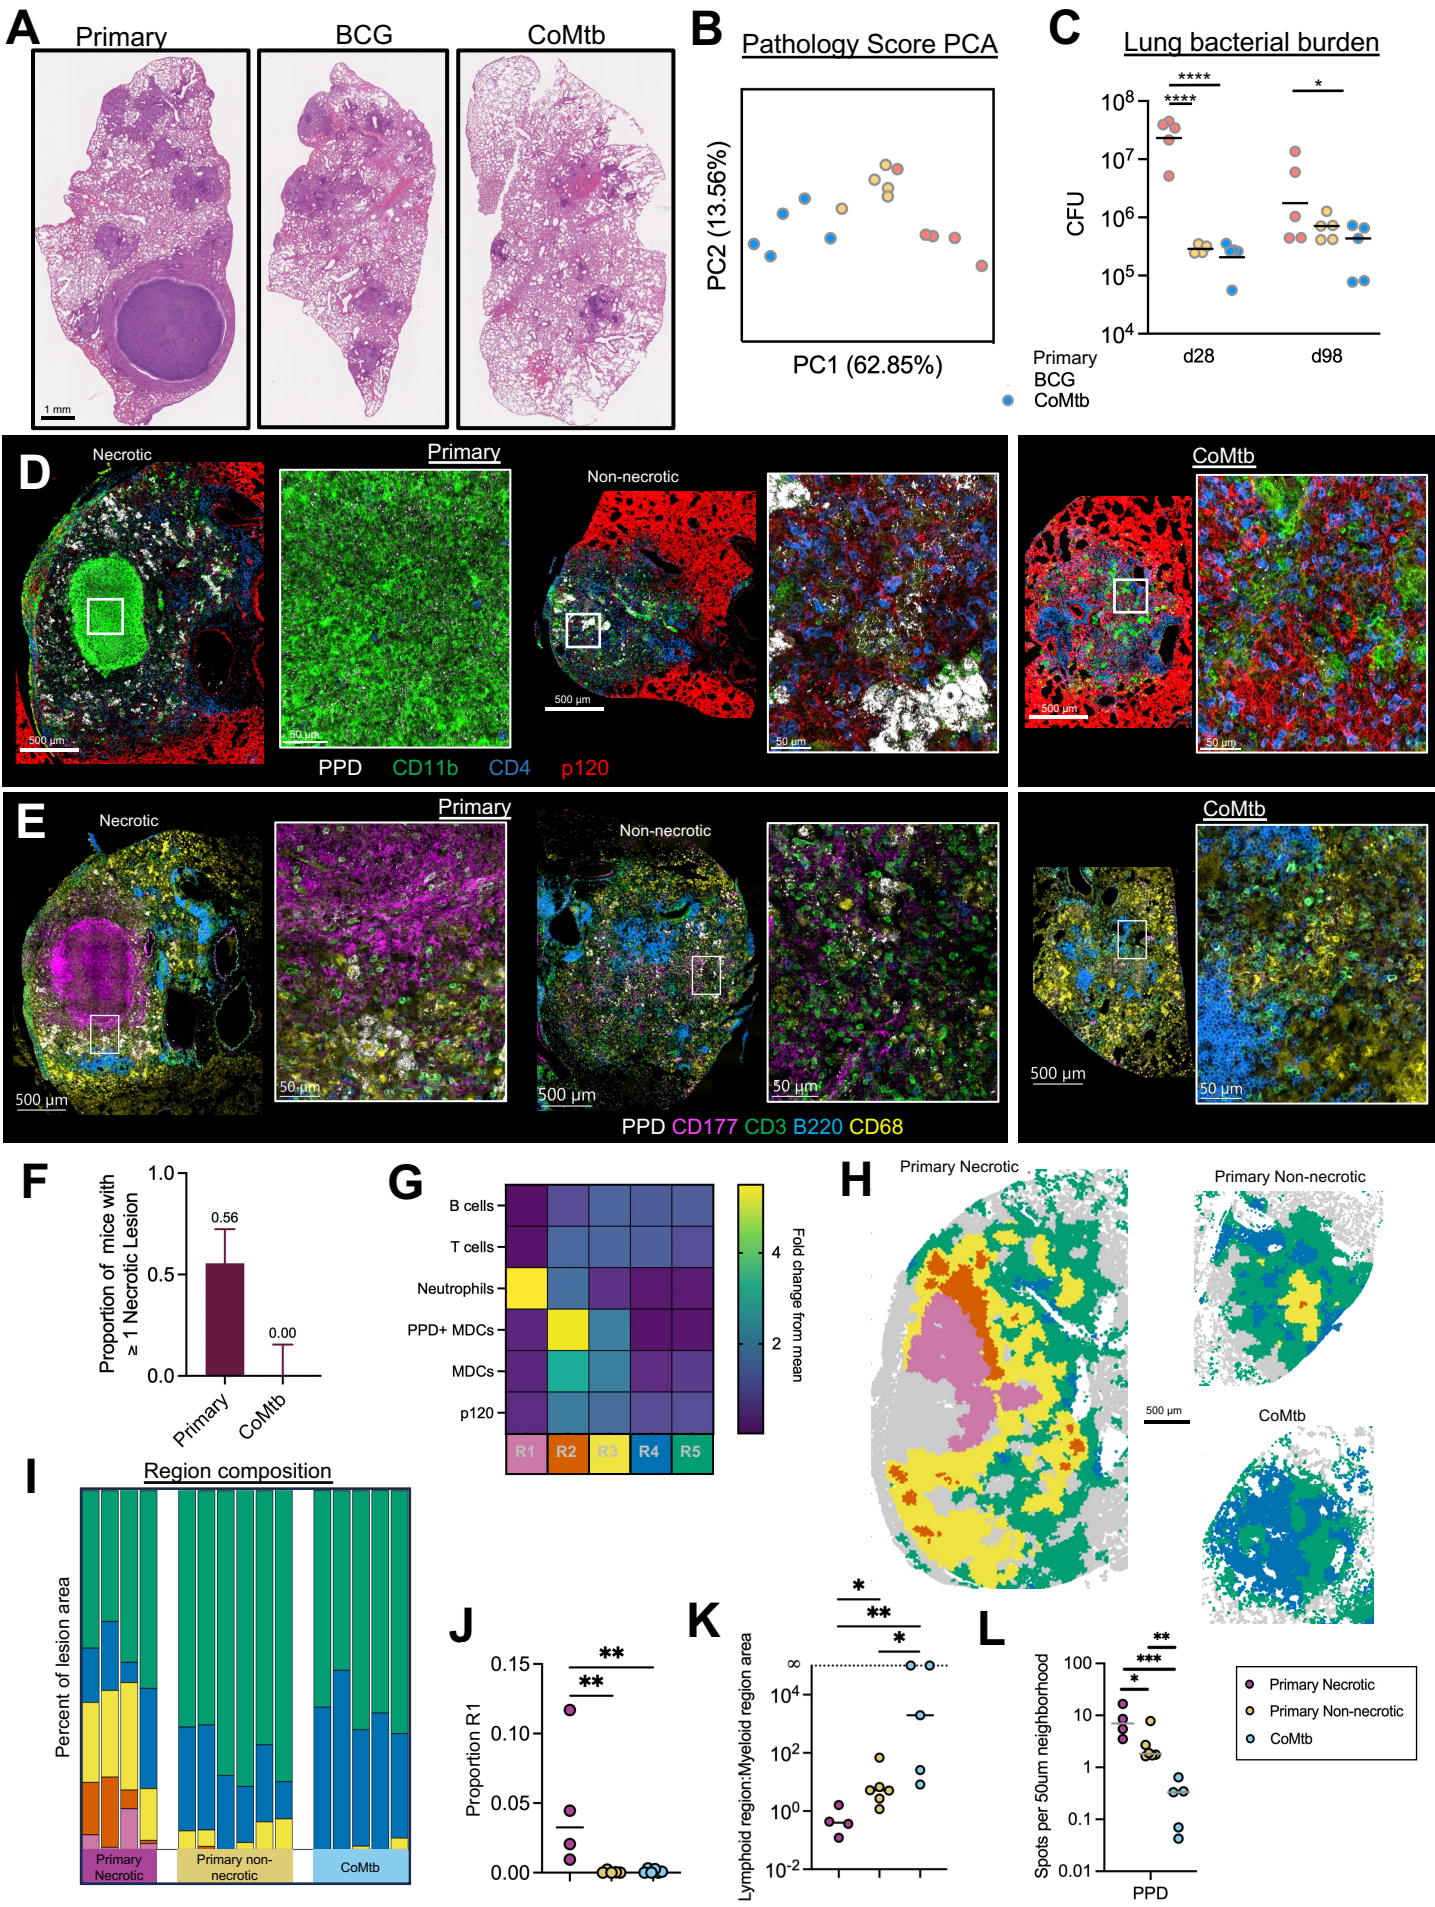 A
Primary
BCG
CoMtb
1 mm
B
Pathology Score PCA
PC2 (13.56%)
PC1 (62.85%)
C
Lung bacterial burden
****
****
*
CFU
10^8
10^7
10^6
10^5
10^4
d28
d98
Primary
BCG
CoMtb
D
Necrotic
Primary
Non-necrotic
CoMtb
500 µm
50 µm
500 µm
50 µm
500 µm
50 µm
PPD CD11b CD4 p120
E
Necrotic
Primary
Non-necrotic
CoMtb
500 µm
50 µm
500 µm
50 µm
500 µm
50 µm
PPD CD177 CD3 B220 CD68
F
Proportion of mice with
≥ 1 Necrotic Lesion
1.0
0.5
0.0
0.56
0.00
Primary
CoMtb
G
B cells
T cells
Neutrophils
PPD+ MDCs
MDCs
p120
R1 R2 R3 R4 R5
4
2
Fold change from mean
H
Primary Necrotic
Primary Non-necrotic
500 µm
CoMtb
I
Region composition
Percent of lesion area
Primary
Necrotic
Primary non-
necrotic
CoMtb
J
Proportion R1
0.15
0.10
0.05
0.00
**
**
K
Lymphoid region:Myeloid region area
∞
10^4
10^2
10^0
10^-2
*
**
*
L
Spots per 50um neighborhood
100
10
1
0.1
0.01
**
***
*
PPD
Primary Necrotic
Primary Non-necrotic
CoMtb